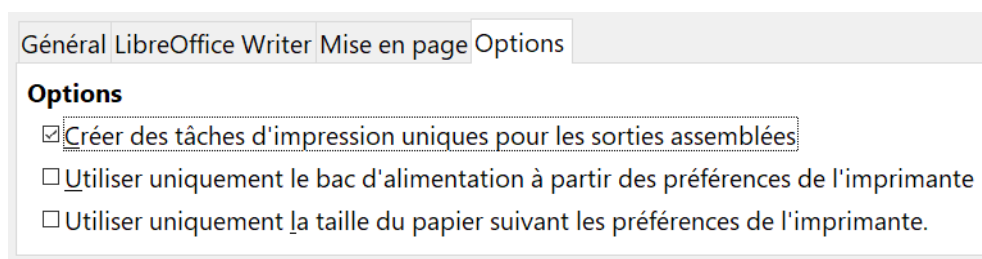 Général LibreOffice Writer Mise en page Options
Options
Créer des tâches d'impression uniques pour les sorties assemblées
Utiliser uniquement le bac d'alimentation à partir des préférences de l'imprimante
Utiliser uniquement la taille du papier suivant les préférences de l'imprimante.